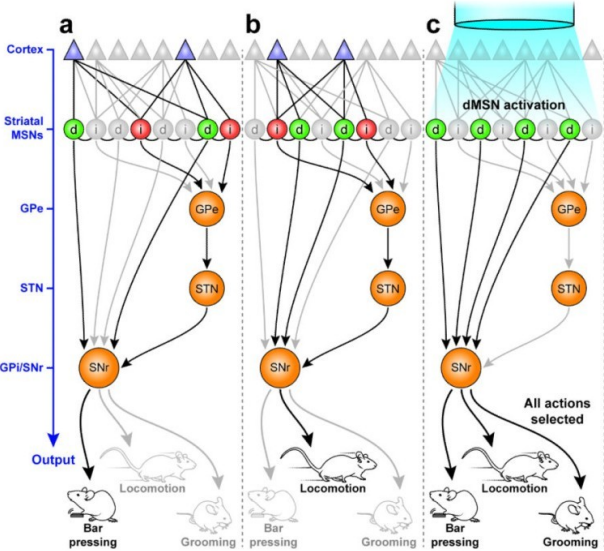 a
b
c
Cortex
dMSN activation
Striatal
MSNs
d i d i d i d i
d i d i d i d i
d i d i d i d i
GPe
GPe
GPe
GPe
STN
STN
STN
STN
GPi/SNr
SNr
SNr
SNr
All actions
selected
Output
Locomotion
Locomotion
Locomotion
Bar
pressing
Grooming
Bar
pressing
Grooming
Bar
pressing
Grooming